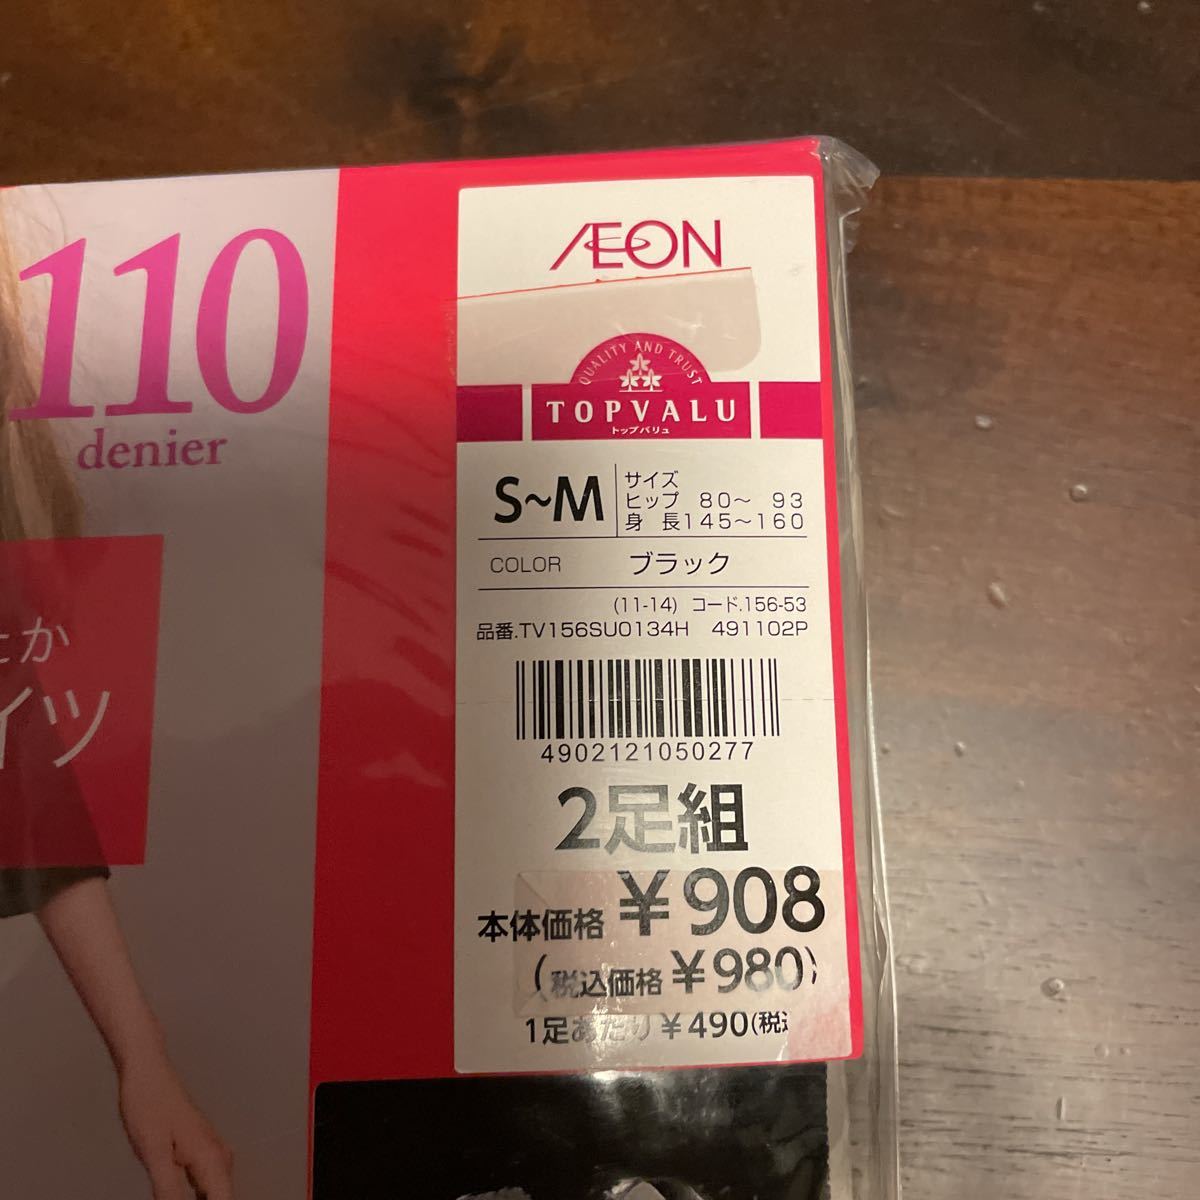 110
denier
たか
イツ
ÆON
QUALITY AND TRUST
TOPVALU
トップバリュ
S~M
サイズ
ヒップ 80~ 93
身 長145~160
COLOR ブラック
(11-14) コード.156-53
品番.TV156SU0134H 491102P
4902121050277
2足組
本体価格 ¥908
(税込価格 ¥980)
1足あたり ¥490(税込